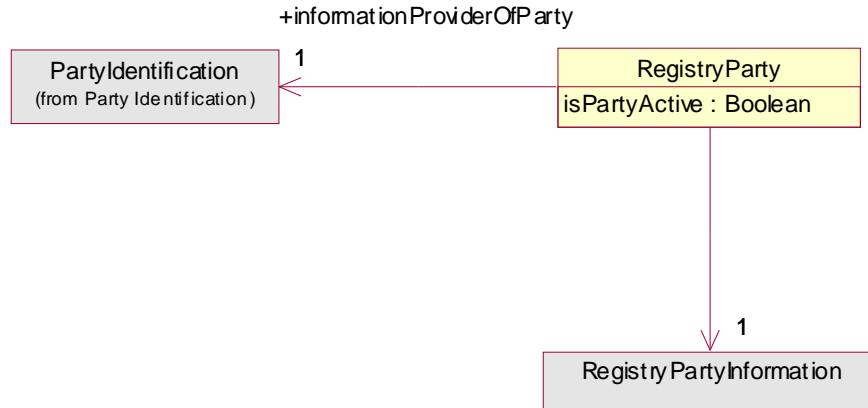 +informationProviderOfParty
1
PartyIdentification
(from Party Identification)
RegistryParty
isPartyActive : Boolean
1
RegistryPartyInformation